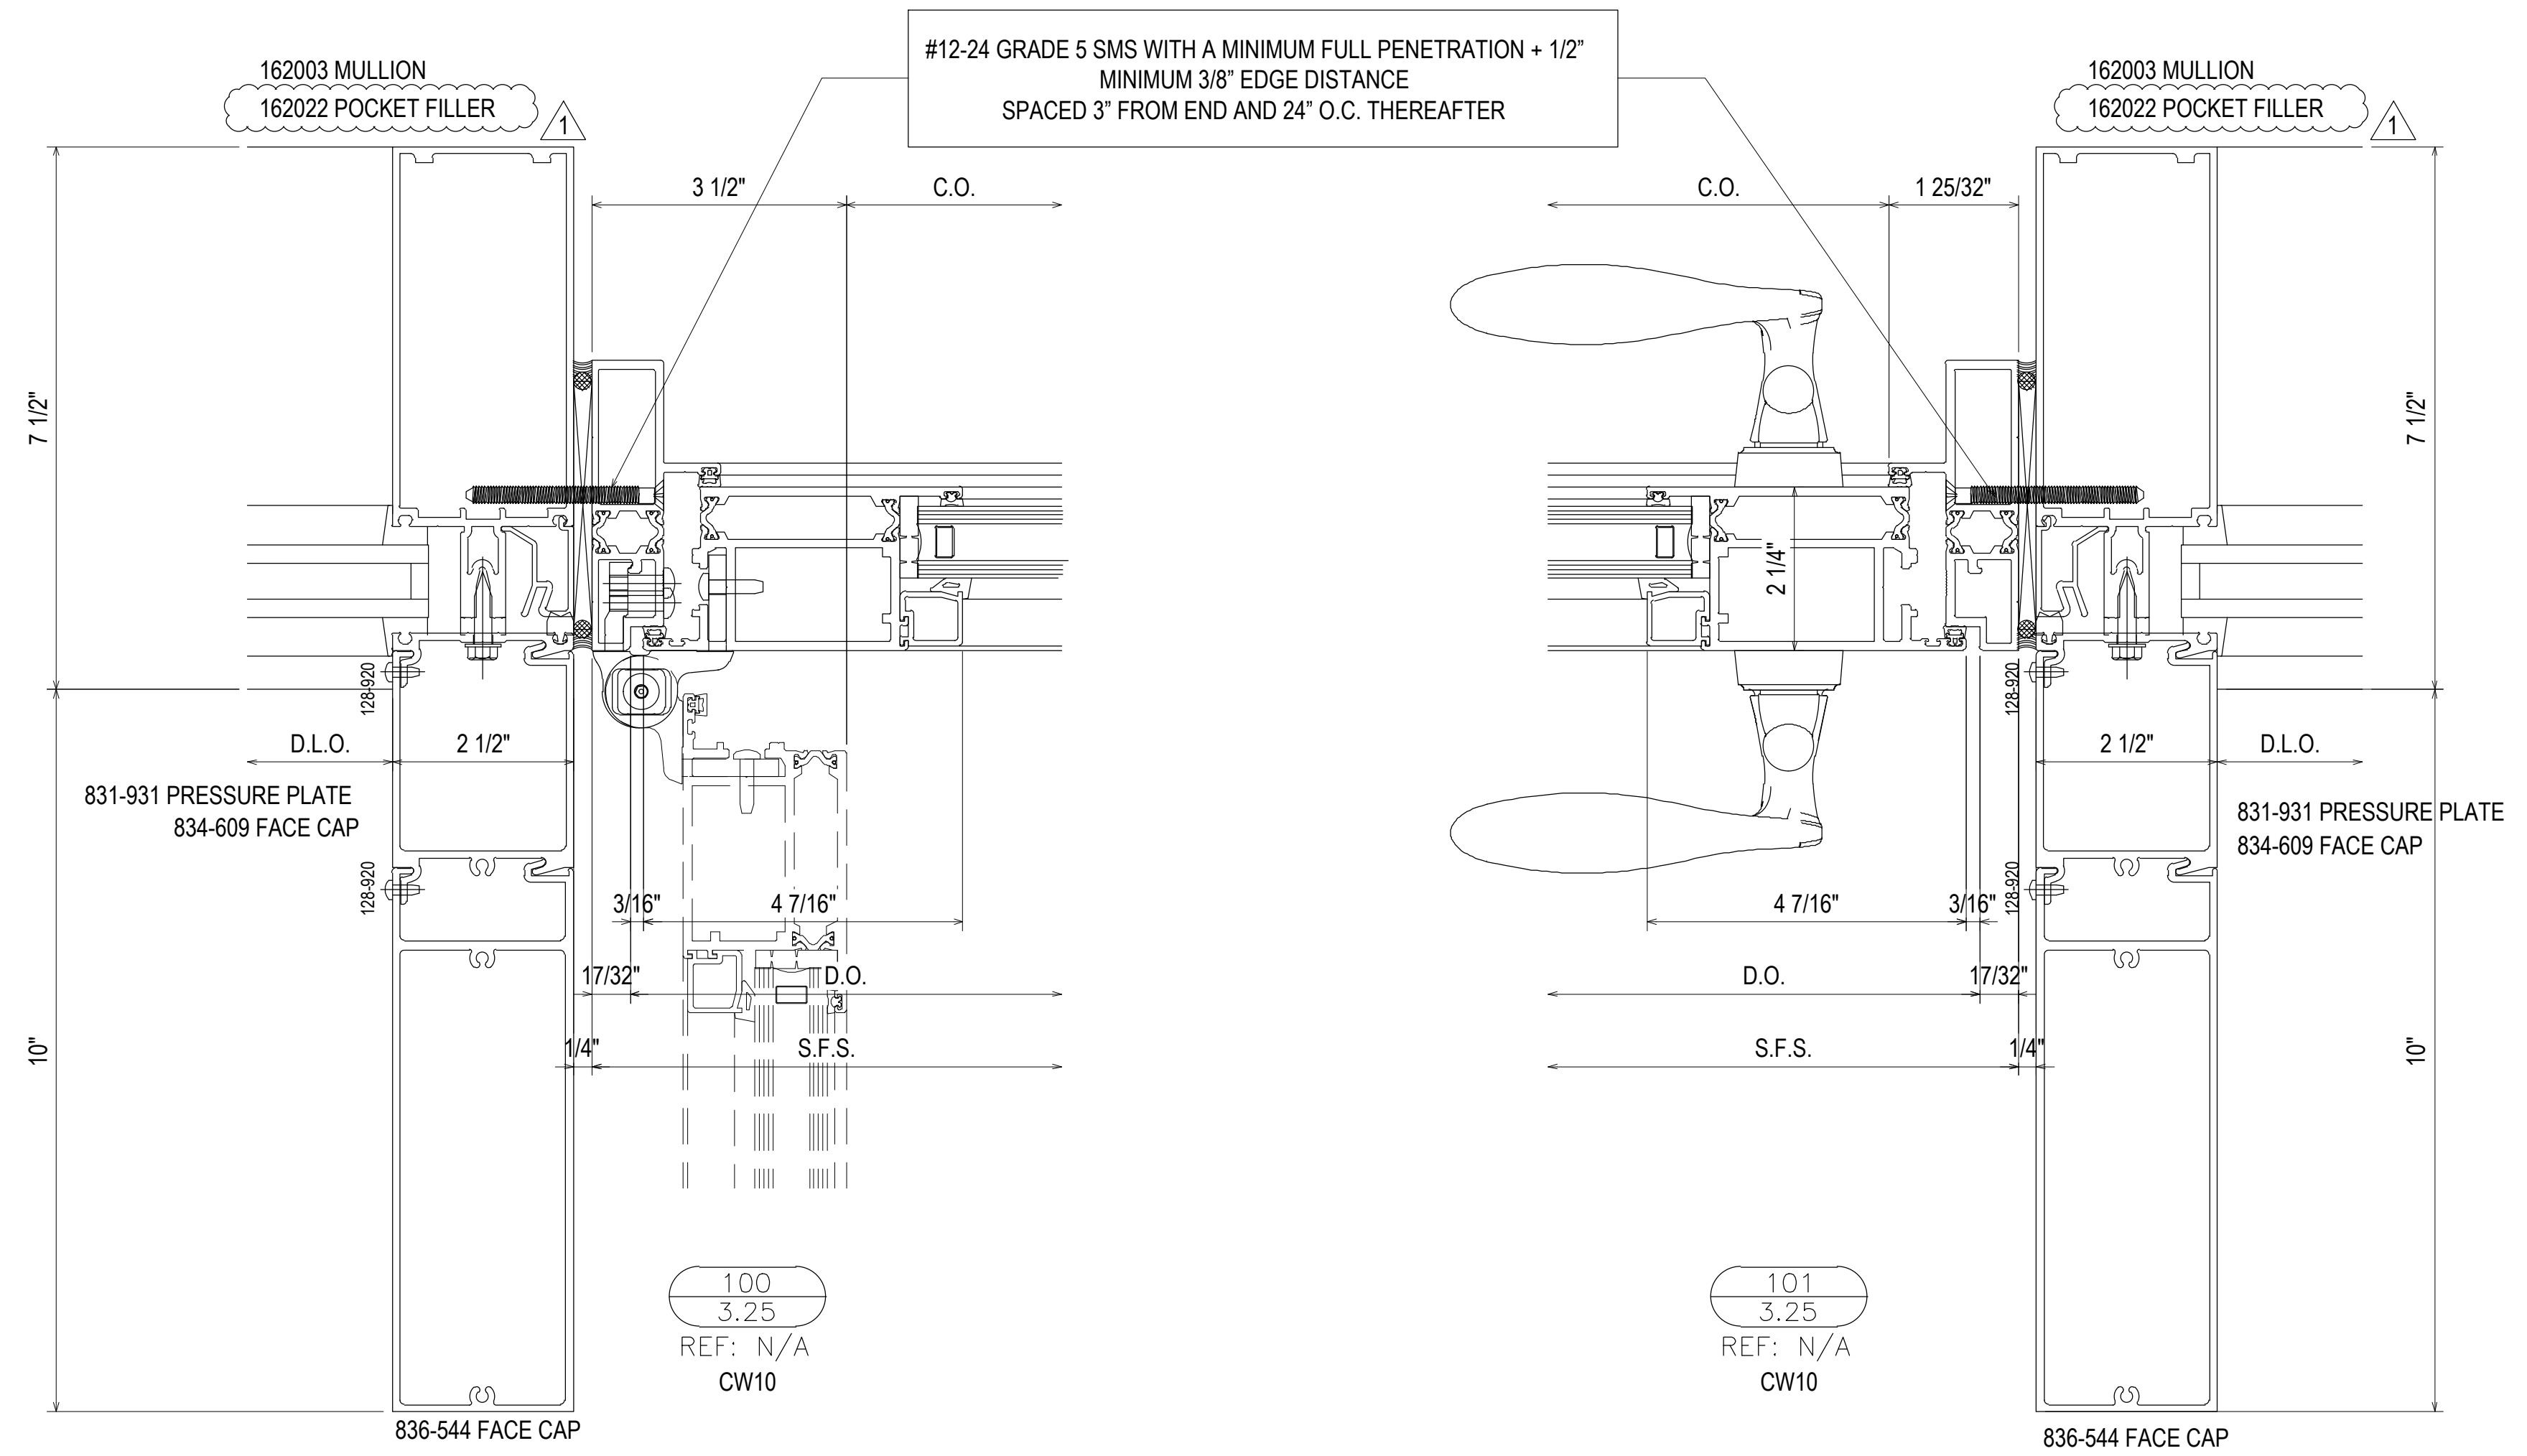 #12-24 GRADE 5 SMS WITH A MINIMUM FULL PENETRATION + 1/2”
MINIMUM 3/8” EDGE DISTANCE
SPACED 3” FROM END AND 24” O.C. THEREAFTER
162003 MULLION
162022 POCKET FILLER
1
3 1/2"
C.O.
7 1/2"
128-920
D.L.O.
2 1/2"
831-931 PRESSURE PLATE
834-609 FACE CAP
128-920
3/16"
4 7/16"
17/32"
D.O.
1/4"
S.F.S.
10"
100
3.25
REF: N/A
CW10
836-544 FACE CAP
162003 MULLION
162022 POCKET FILLER
1
C.O.
1 25/32"
7 1/2"
2 1/4"
128-920
2 1/2"
D.L.O.
831-931 PRESSURE PLATE
834-609 FACE CAP
128-920
4 7/16"
3/16"
D.O.
17/32"
S.F.S.
1/4"
10"
101
3.25
REF: N/A
CW10
836-544 FACE CAP